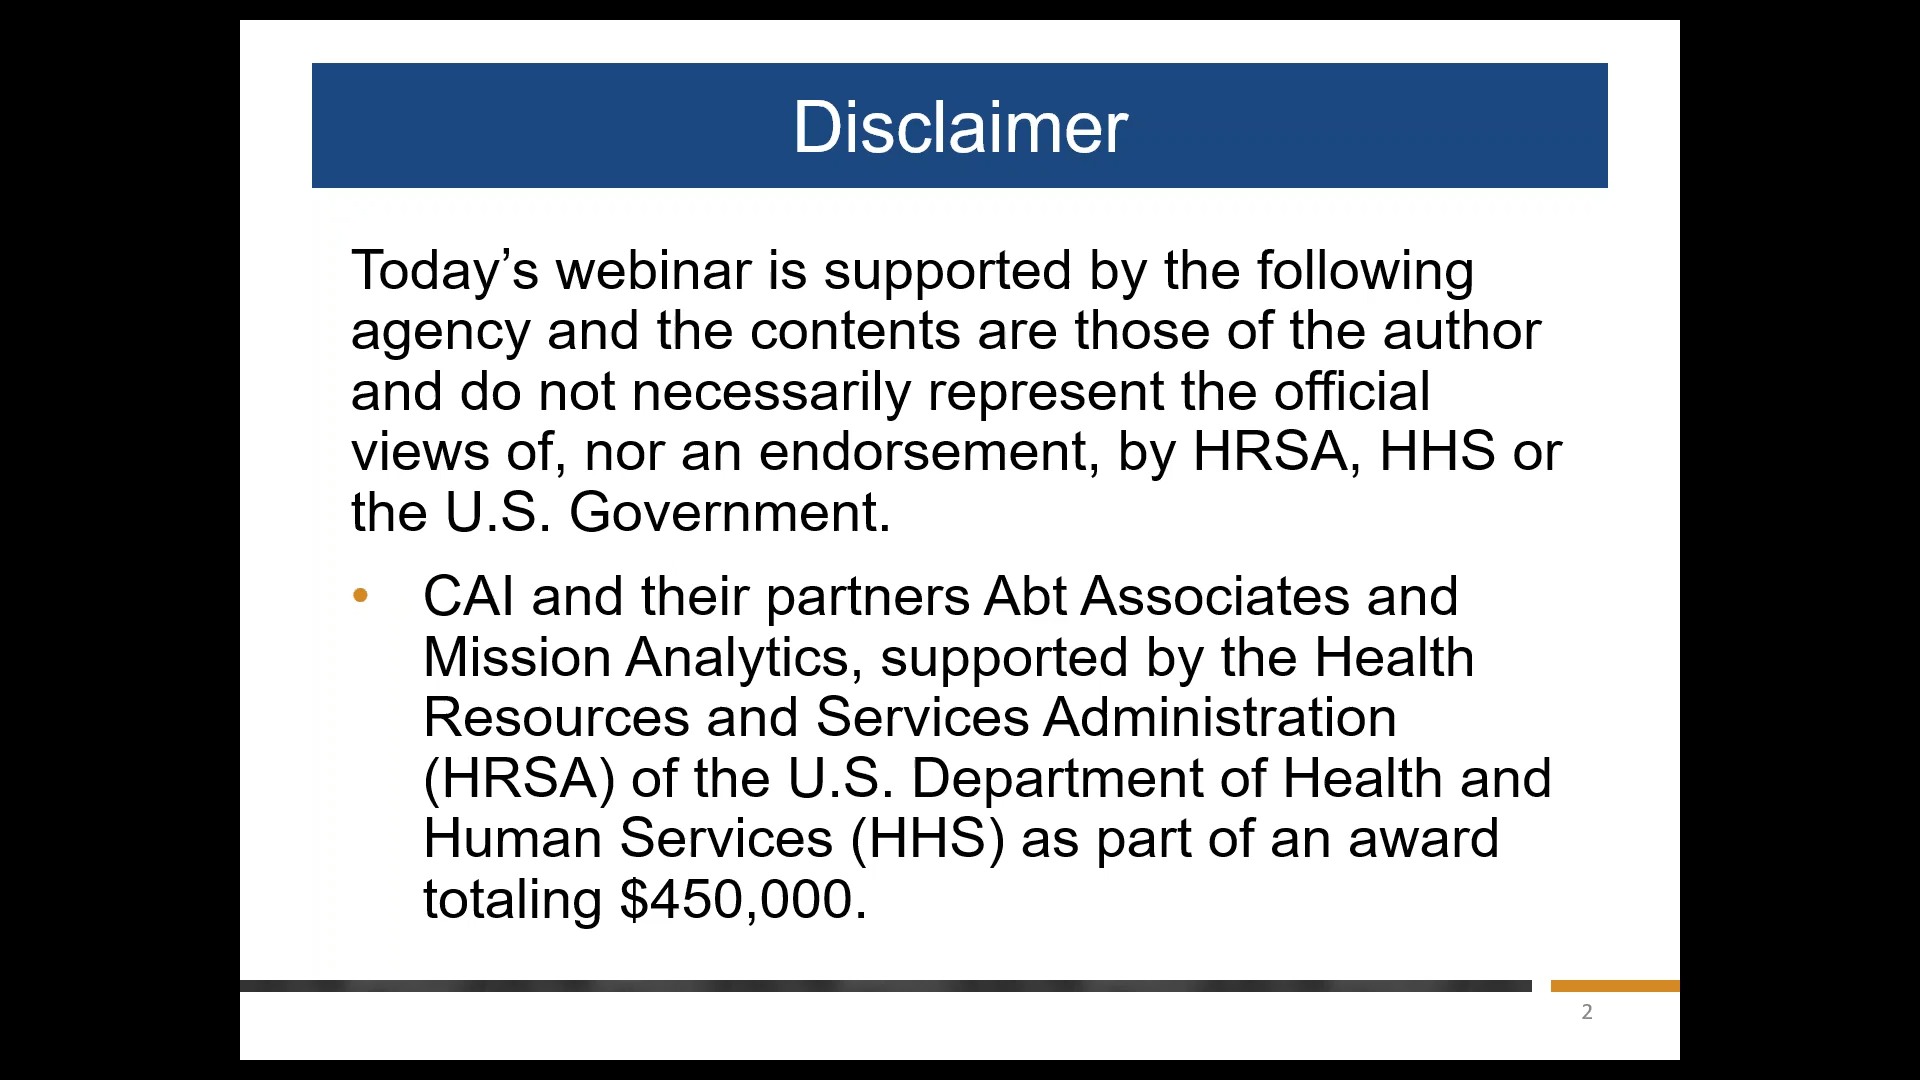 Disclaimer
Today’s webinar is supported by the following
agency and the contents are those of the author
and do not necessarily represent the official
views of, nor an endorsement, by HRSA, HHS or
the U.S. Government.
• CAI and their partners Abt Associates and
Mission Analytics, supported by the Health
Resources and Services Administration
(HRSA) of the U.S. Department of Health and
Human Services (HHS) as part of an award
totaling $450,000.
2